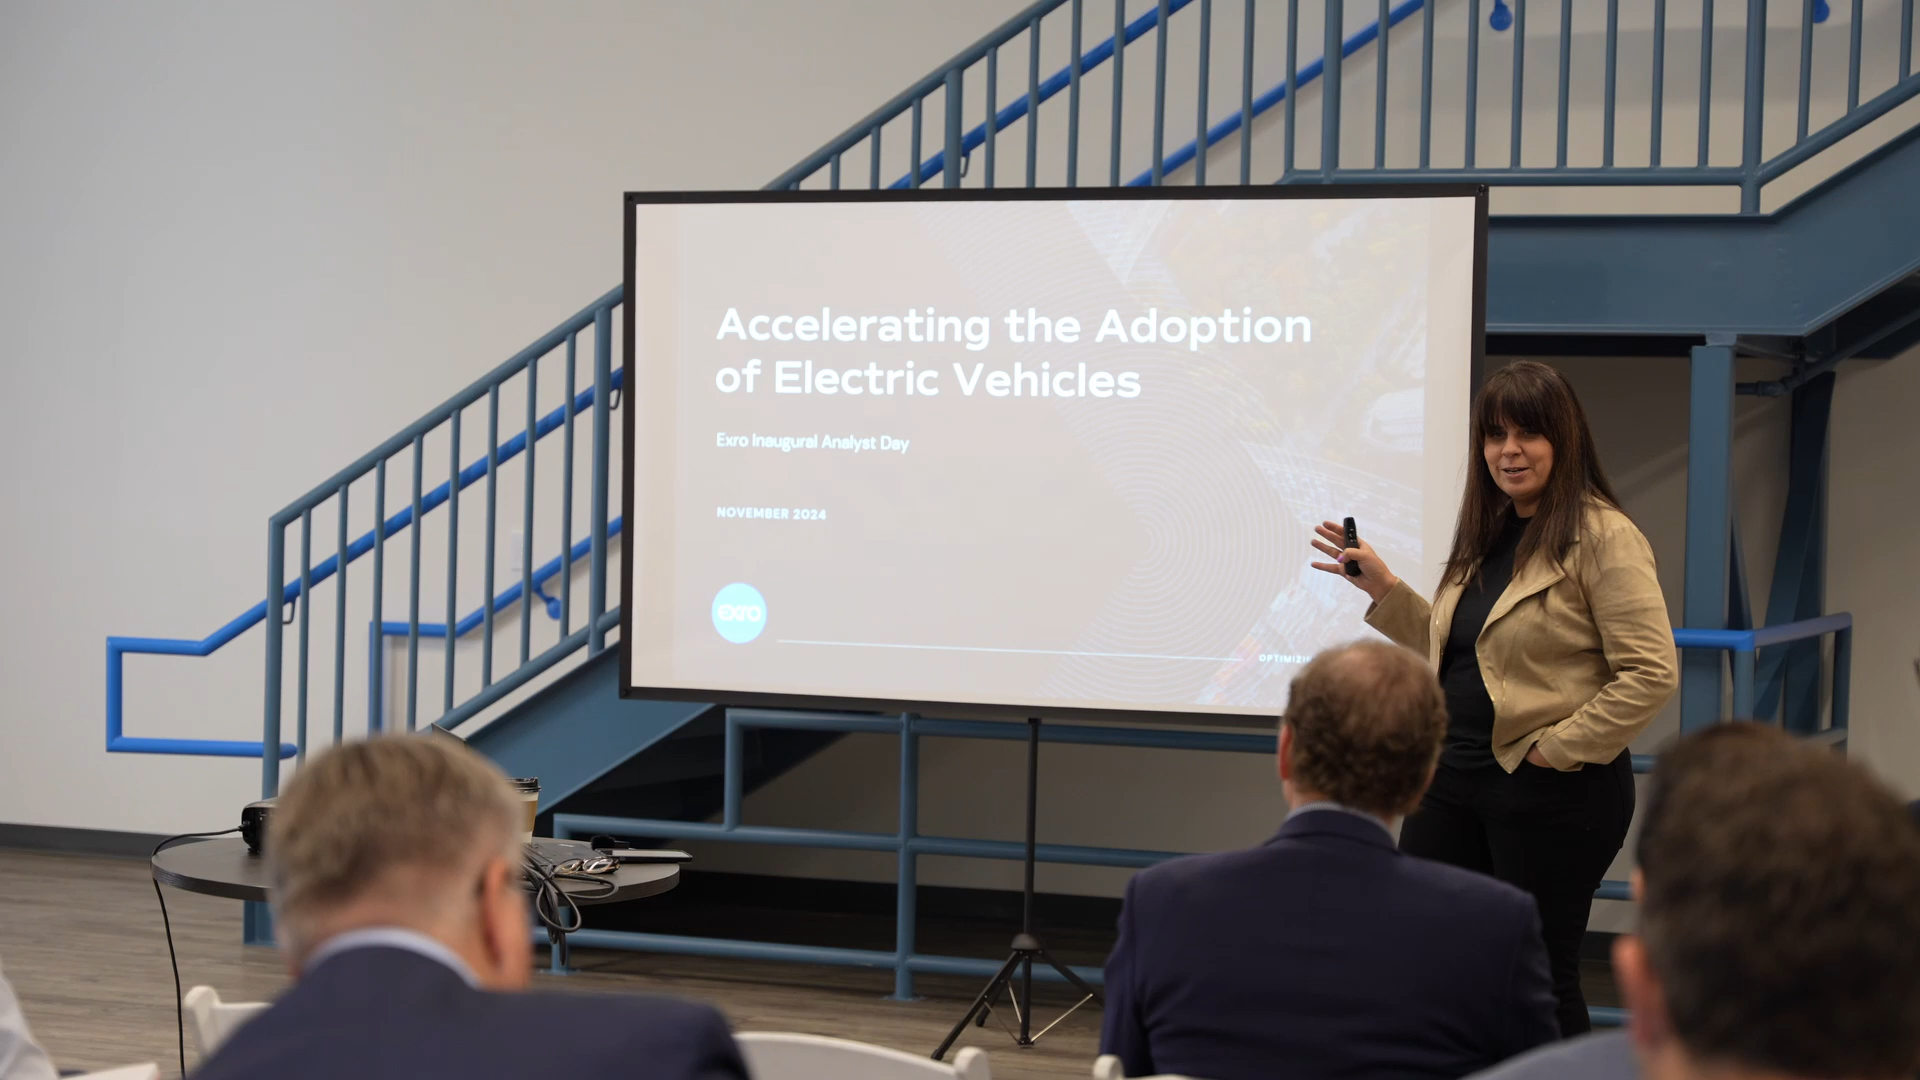 Accelerating the Adoption
of Electric Vehicles
Exro Inaugural Analyst Day
NOVEMBER 2024
exro